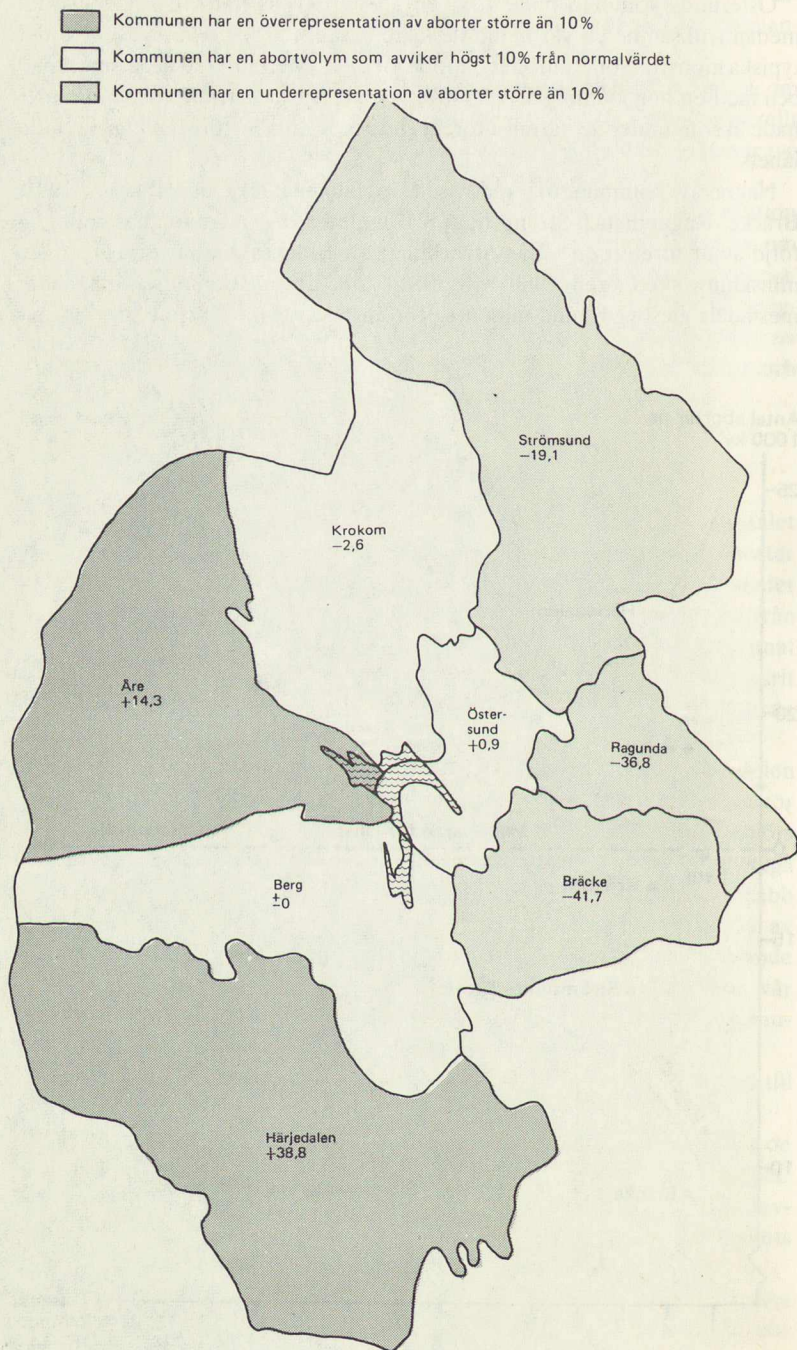 Kommunen har en överrepresentation av aborter större än 10%
Kommunen har en abortvolym som avviker högst 10% från normalvärdet
Kommunen har en underrepresentation av aborter större än 10%
Strömsund
−19,1
Krokom
−2,6
Åre
+14,3
Öster-
sund
+0,9
Ragunda
−36,8
Berg
±0
Bräcke
−41,7
Härjedalen
+38,8